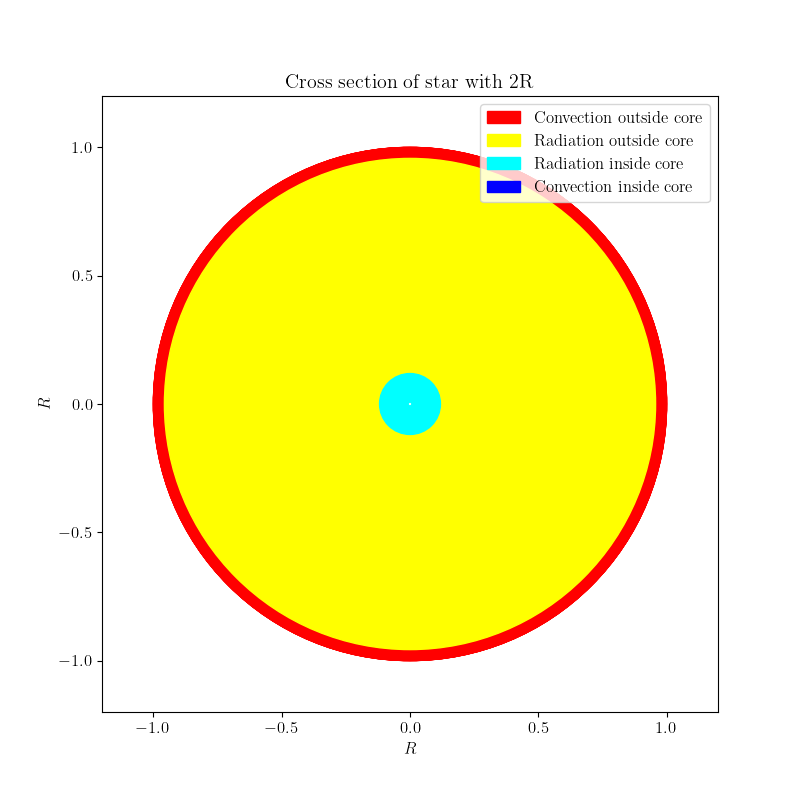 Cross section of star with 2R
Convection outside core
Radiation outside core
Radiation inside core
Convection inside core
1.0
0.5
0.0
−0.5
−1.0
R
−1.0 −0.5 0.0 0.5 1.0
R